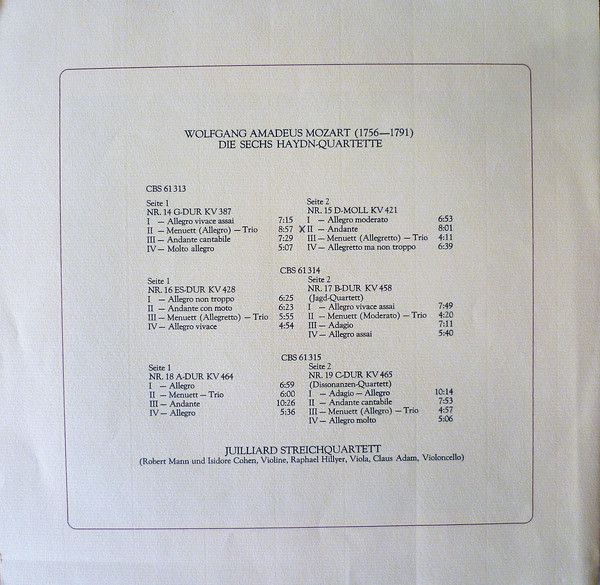 WOLFGANG AMADEUS MOZART (1756—1791)
DIE SECHS HAYDN-QUARTETTE
CBS 61 313
Seite 1
NR. 14 G-DUR KV 387
I — Allegro vivace assai 7:15
II — Menuett (Allegro) — Trio 8:57
III — Andante cantabile 7:29
IV — Molto allegro 5:07
Seite 2
NR. 15 D-MOLL KV 421
I — Allegro moderato 6:53
X II — Andante 8:01
III — Menuett (Allegretto) — Trio 4:11
IV — Allegretto ma non troppo 6:39
CBS 61 314
Seite 1
NR. 16 ES-DUR KV 428
I — Allegro non troppo 6:25
II — Andante con moto 6:23
III — Menuett (Allegretto) — Trio 5:55
IV — Allegro vivace 4:54
Seite 2
NR. 17 B-DUR KV 458
(Jagd-Quartett)
I — Allegro vivace assai 7:49
II — Menuett (Moderato) — Trio 4:20
III — Adagio 7:11
IV — Allegro assai 5:40
CBS 61 315
Seite 1
NR. 18 A-DUR KV 464
I — Allegro 6:59
II — Menuett — Trio 6:00
III — Andante 10:26
IV — Allegro 5:36
Seite 2
NR. 19 C-DUR KV 465
(Dissonanzen-Quartett)
I — Adagio — Allegro 10:14
II — Andante cantabile 7:53
III — Menuett (Allegro) — Trio 4:57
IV — Allegro molto 5:06
JUILLIARD STREICHQUARTETT
(Robert Mann und Isidore Cohen, Violine, Raphael Hillyer, Viola, Claus Adam, Violoncello)